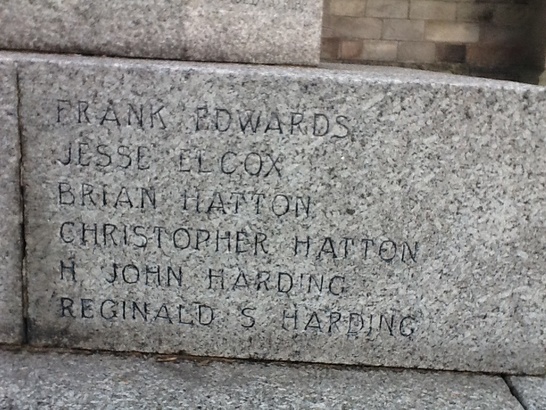 FRANK EDWARDS
JESSE ELCOX
BRIAN HATTON
CHRISTOPHER HATTON
H. JOHN HARDING
REGINALD S HARDING